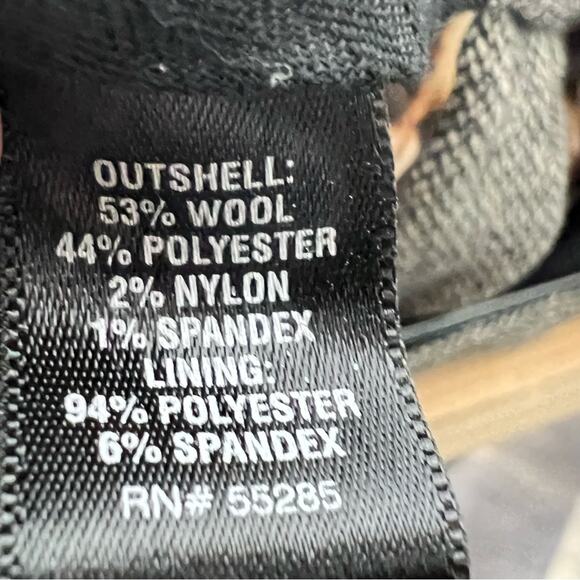 OUTSHELL:
53% WOOL
44% POLYESTER
2% NYLON
1% SPANDEX
LINING:
94% POLYESTER
6% SPANDEX
RN# 55285